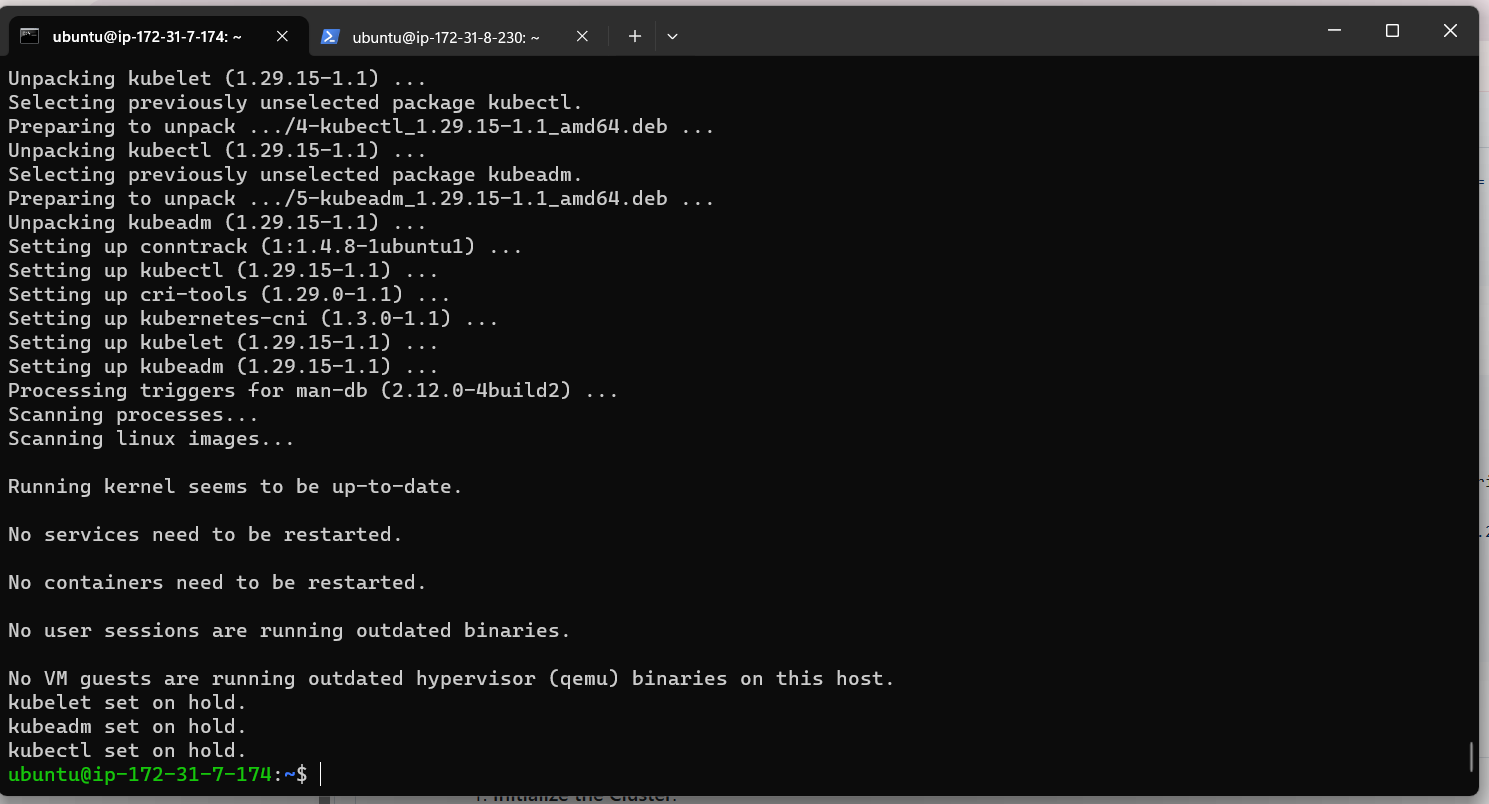 ubuntu@ip-172-31-7-174: ~
ubuntu@ip-172-31-8-230: ~
Unpacking kubelet (1.29.15-1.1) ...
Selecting previously unselected package kubectl.
Preparing to unpack .../4-kubectl_1.29.15-1.1_amd64.deb ...
Unpacking kubectl (1.29.15-1.1) ...
Selecting previously unselected package kubeadm.
Preparing to unpack .../5-kubeadm_1.29.15-1.1_amd64.deb ...
Unpacking kubeadm (1.29.15-1.1) ...
Setting up conntrack (1:1.4.8-1ubuntu1) ...
Setting up kubectl (1.29.15-1.1) ...
Setting up cri-tools (1.29.0-1.1) ...
Setting up kubernetes-cni (1.3.0-1.1) ...
Setting up kubelet (1.29.15-1.1) ...
Setting up kubeadm (1.29.15-1.1) ...
Processing triggers for man-db (2.12.0-4build2) ...
Scanning processes...
Scanning linux images...
Running kernel seems to be up-to-date.
No services need to be restarted.
No containers need to be restarted.
No user sessions are running outdated binaries.
No VM guests are running outdated hypervisor (qemu) binaries on this host.
kubelet set on hold.
kubeadm set on hold.
kubectl set on hold.
ubuntu@ip-172-31-7-174:~$
Initialize the Cluster: